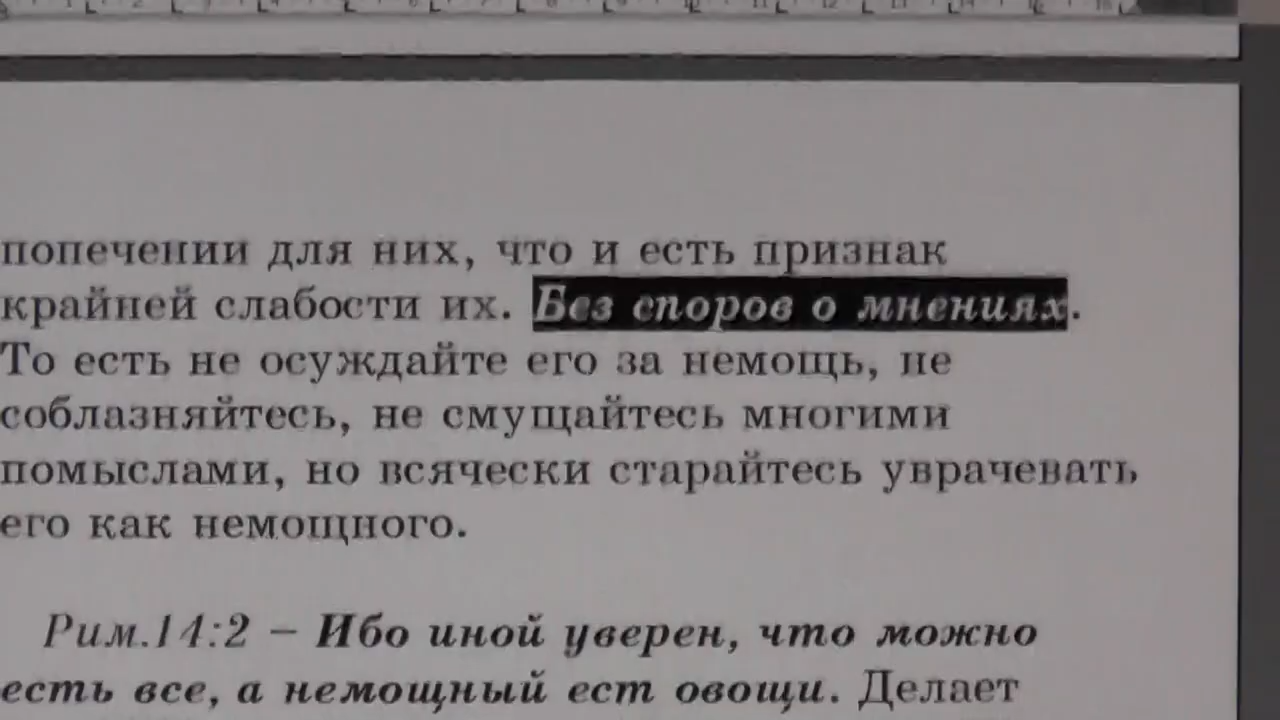 попечении для них, что и есть признак
крайней слабости их. Без споров о мнениях.
То есть не осуждайте его за немощь, не
соблазняйтесь, не смущайтесь многими
помыслами, но всячески старайтесь уврачевать
его как немощного.
Рим.14:2 – Ибо иной уверен, что можно
есть все, а немощный ест овощи. Делает